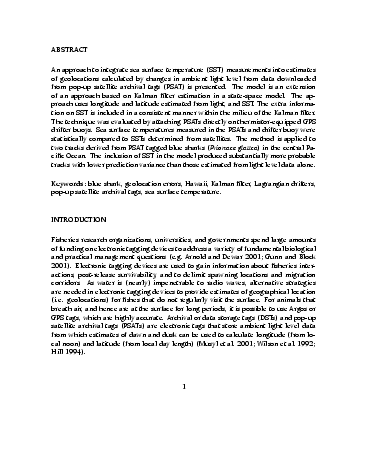 ABSTRACT
An approach to integrate sea surface temperature (SST) measurements into estimates
of geolocations calculated by changes in ambient light level from data downloaded
from pop-up satellite archival tags (PSAT) is presented. The model is an extension
of an approach based on Kalman filter estimation in a state-space model. The ap-
proach uses longitude and latitude estimated from light, and SST. The extra informa-
tion on SST is included in a consistent manner within the milieu of the Kalman filter.
The technique was evaluated by attaching PSATs directly on thermistor-equipped GPS
drifter buoys. Sea surface temperatures measured in the PSATs and drifter buoy were
statistically compared to SSTs determined from satellites. The method is applied to
two tracks derived from PSAT tagged blue sharks (Prionace glauca) in the central Pa-
cific Ocean. The inclusion of SST in the model produced substantially more probable
tracks with lower prediction variance than those estimated from light level data alone.
Keywords: blue shark, geolocation errors, Hawaii, Kalman filter, Lagrangian drifters,
pop-up satellite archival tags, sea surface temperature.
INTRODUCTION
Fisheries research organizations, universities, and governments spend large amounts
of funding on electronic tagging devices to address a variety of fundamental biological
and practical management questions (e.g. Arnold and Dewar 2001; Gunn and Block
2001). Electronic tagging devices are used to gain information about fisheries inter-
actions, post-release survivability and to delimit spawning locations and migration
corridors. As water is (nearly) impenetrable to radio waves, alternative strategies
are needed in electronic tagging devices to provide estimates of geographical location
(i.e. geolocations) for fishes that do not regularly visit the surface. For animals that
breath air, and hence are at the surface for long periods, it is possible to use Argos or
GPS tags, which are highly accurate. Archival or data storage tags (DSTs) and pop-up
satellite archival tags (PSATs) are electronic tags that store ambient light level data
from which estimates of dawn and dusk can be used to calculate longitude (from lo-
cal noon) and latitude (from local day length) (Musyl et al. 2001; Wilson et al. 1992;
Hill 1994).
1